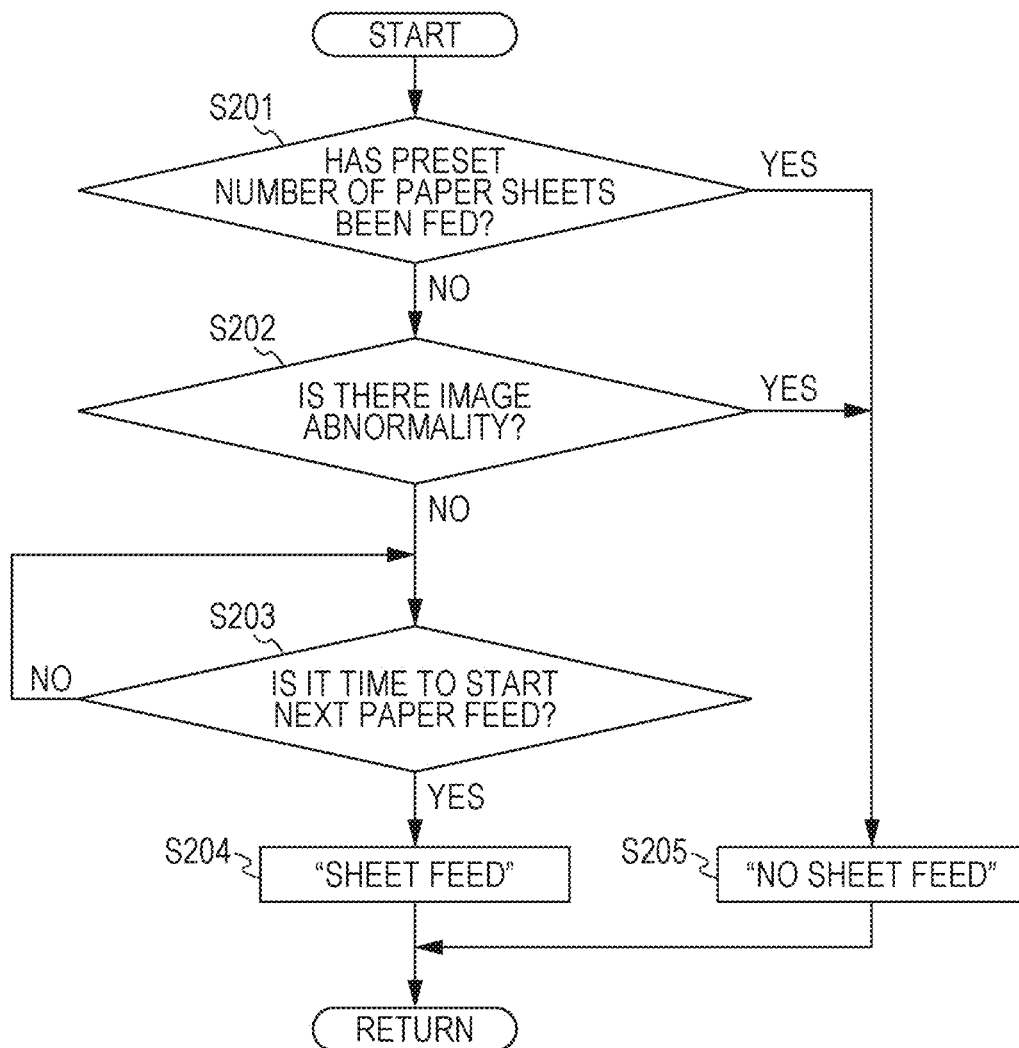 START
S201
HAS PRESET
NUMBER OF PAPER SHEETS
BEEN FED?
YES
NO
S202
IS THERE IMAGE
ABNORMALITY?
YES
NO
S203
IS IT TIME TO START
NEXT PAPER FEED?
NO
YES
S204
"SHEET FEED"
S205
"NO SHEET FEED"
RETURN